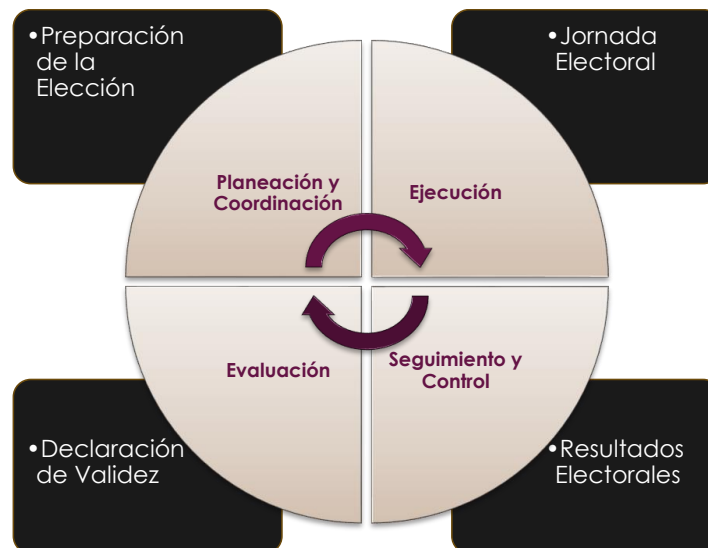 •Preparación
de la
Elección
•Jornada
Electoral
Planeación y
Coordinación
Ejecución
Evaluación
Seguimiento y
Control
•Declaración
de Validez
•Resultados
Electorales